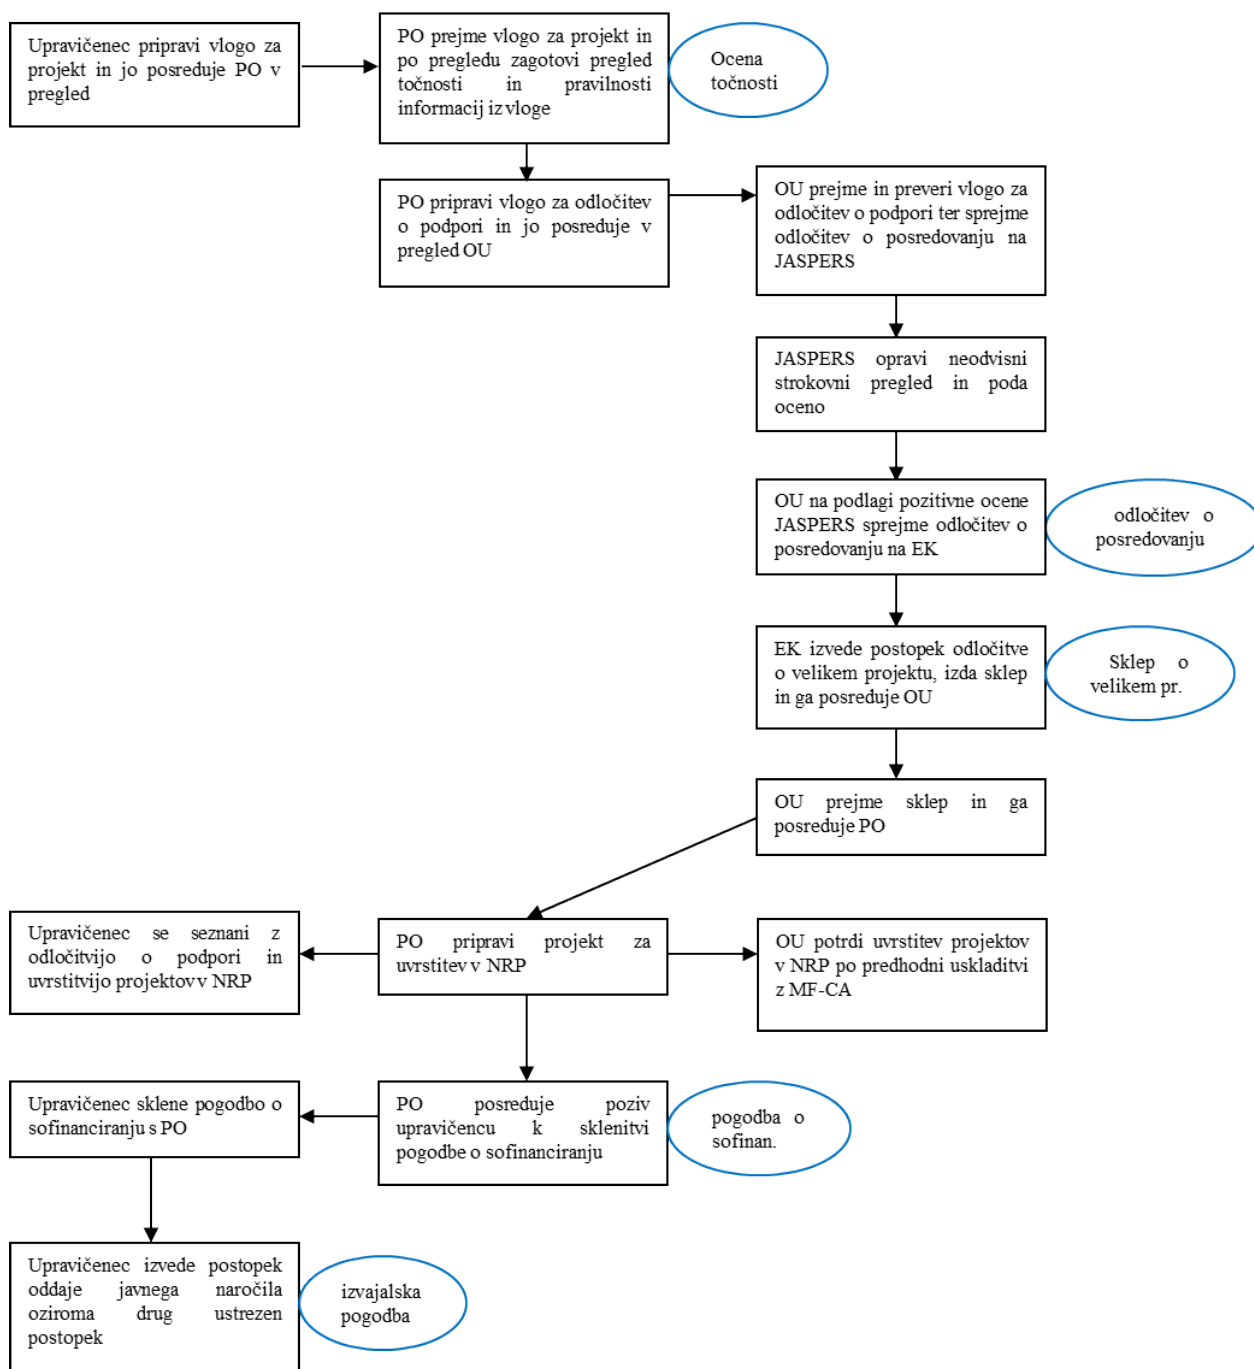 Upravičenec pripravi vlogo za
projekt in jo posreduje PO v
pregled
PO prejme vlogo za projekt in
po pregledu zagotovi pregled
točnosti in pravilnosti
informacij iz vloge
Ocena
točnosti
PO pripravi vlogo za odločitev
o podpori in jo posreduje v
pregled OU
OU prejme in preveri vlogo za
odločitev o podpori ter sprejme
odločitev o posredovanju na
JASPERS
JASPERS opravi neodvisni
strokovni pregled in poda
oceno
OU na podlagi pozitivne ocene
JASPERS sprejme odločitev o
posredovanju na EK
odločitev o
posredovanju
EK izvede postopek odločitve
o velikem projektu, izda sklep
in ga posreduje OU
Sklep o
velikem pr.
OU prejme sklep in ga
posreduje PO
Upravičenec se seznani z
odločitvijo o podpori in
uvrstitvijo projektov v NRP
PO pripravi projekt za
uvrstitev v NRP
OU potrdi uvrstitev projektov
v NRP po predhodni uskladitvi
z MF-CA
Upravičenec sklene pogodbo o
sofinanciranju s PO
PO posreduje poziv
upravičencu k sklenitvi
pogodbe o sofinanciranju
pogodba o
sofinan.
Upravičenec izvede postopek
oddaje javnega naročila
oziroma drug ustrezen
postopek
izvajalska
pogodba